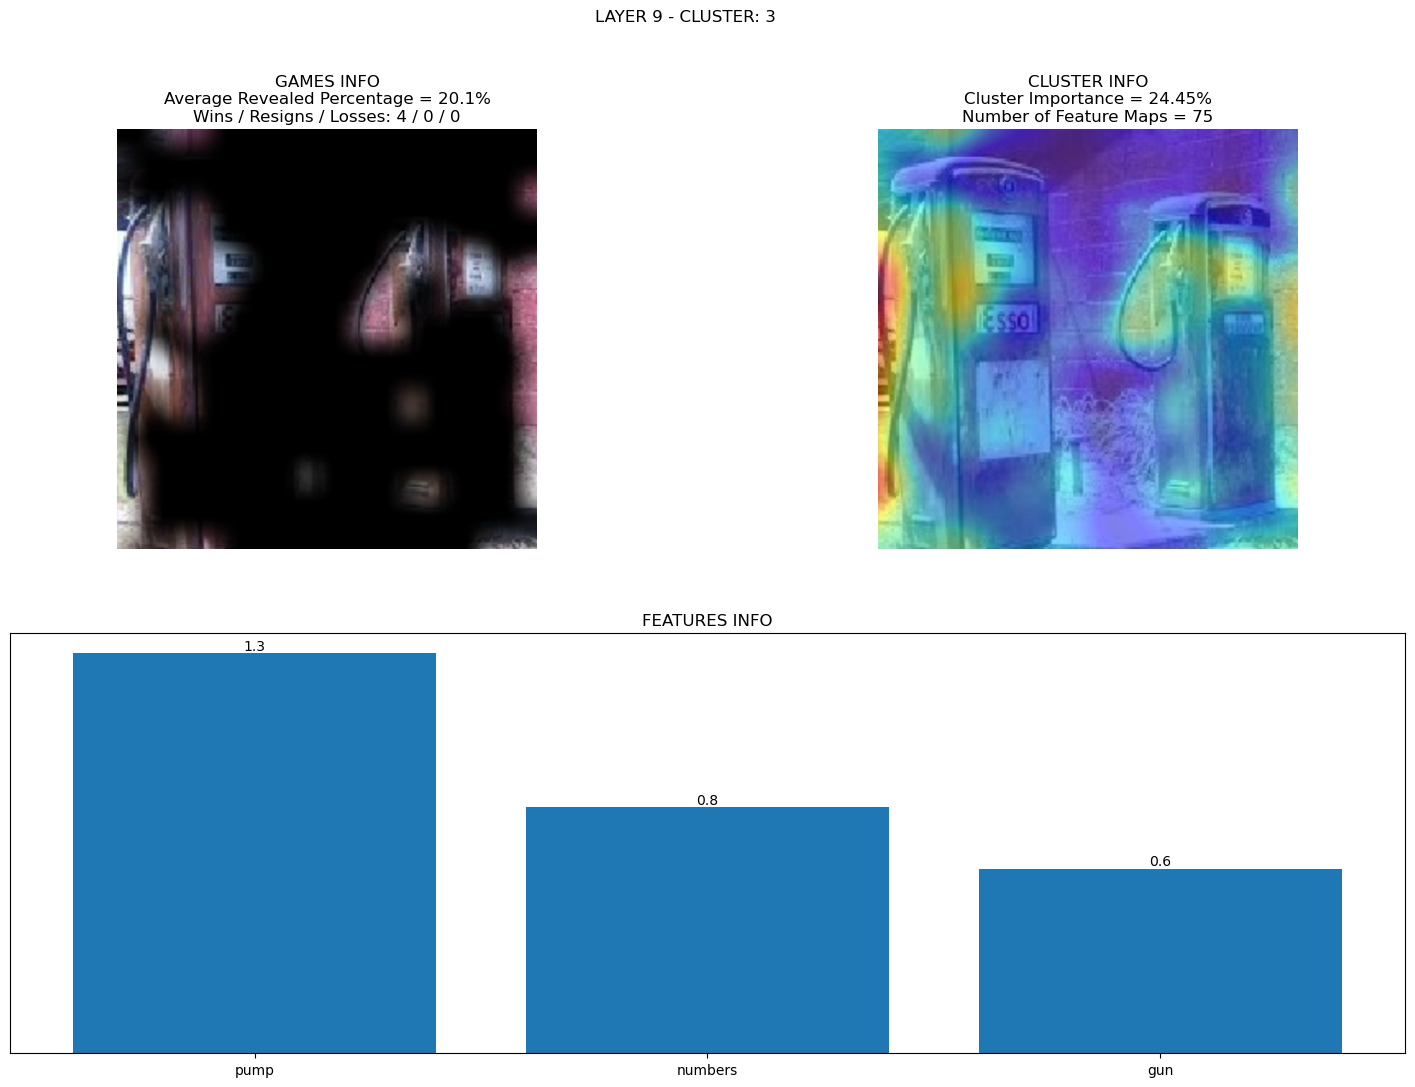 LAYER 9 - CLUSTER: 3
GAMES INFO
Average Revealed Percentage = 20.1%
Wins / Resigns / Losses: 4 / 0 / 0
CLUSTER INFO
Cluster Importance = 24.45%
Number of Feature Maps = 75
ESSO
FEATURES INFO
1.3
0.8
0.6
pump
numbers
gun